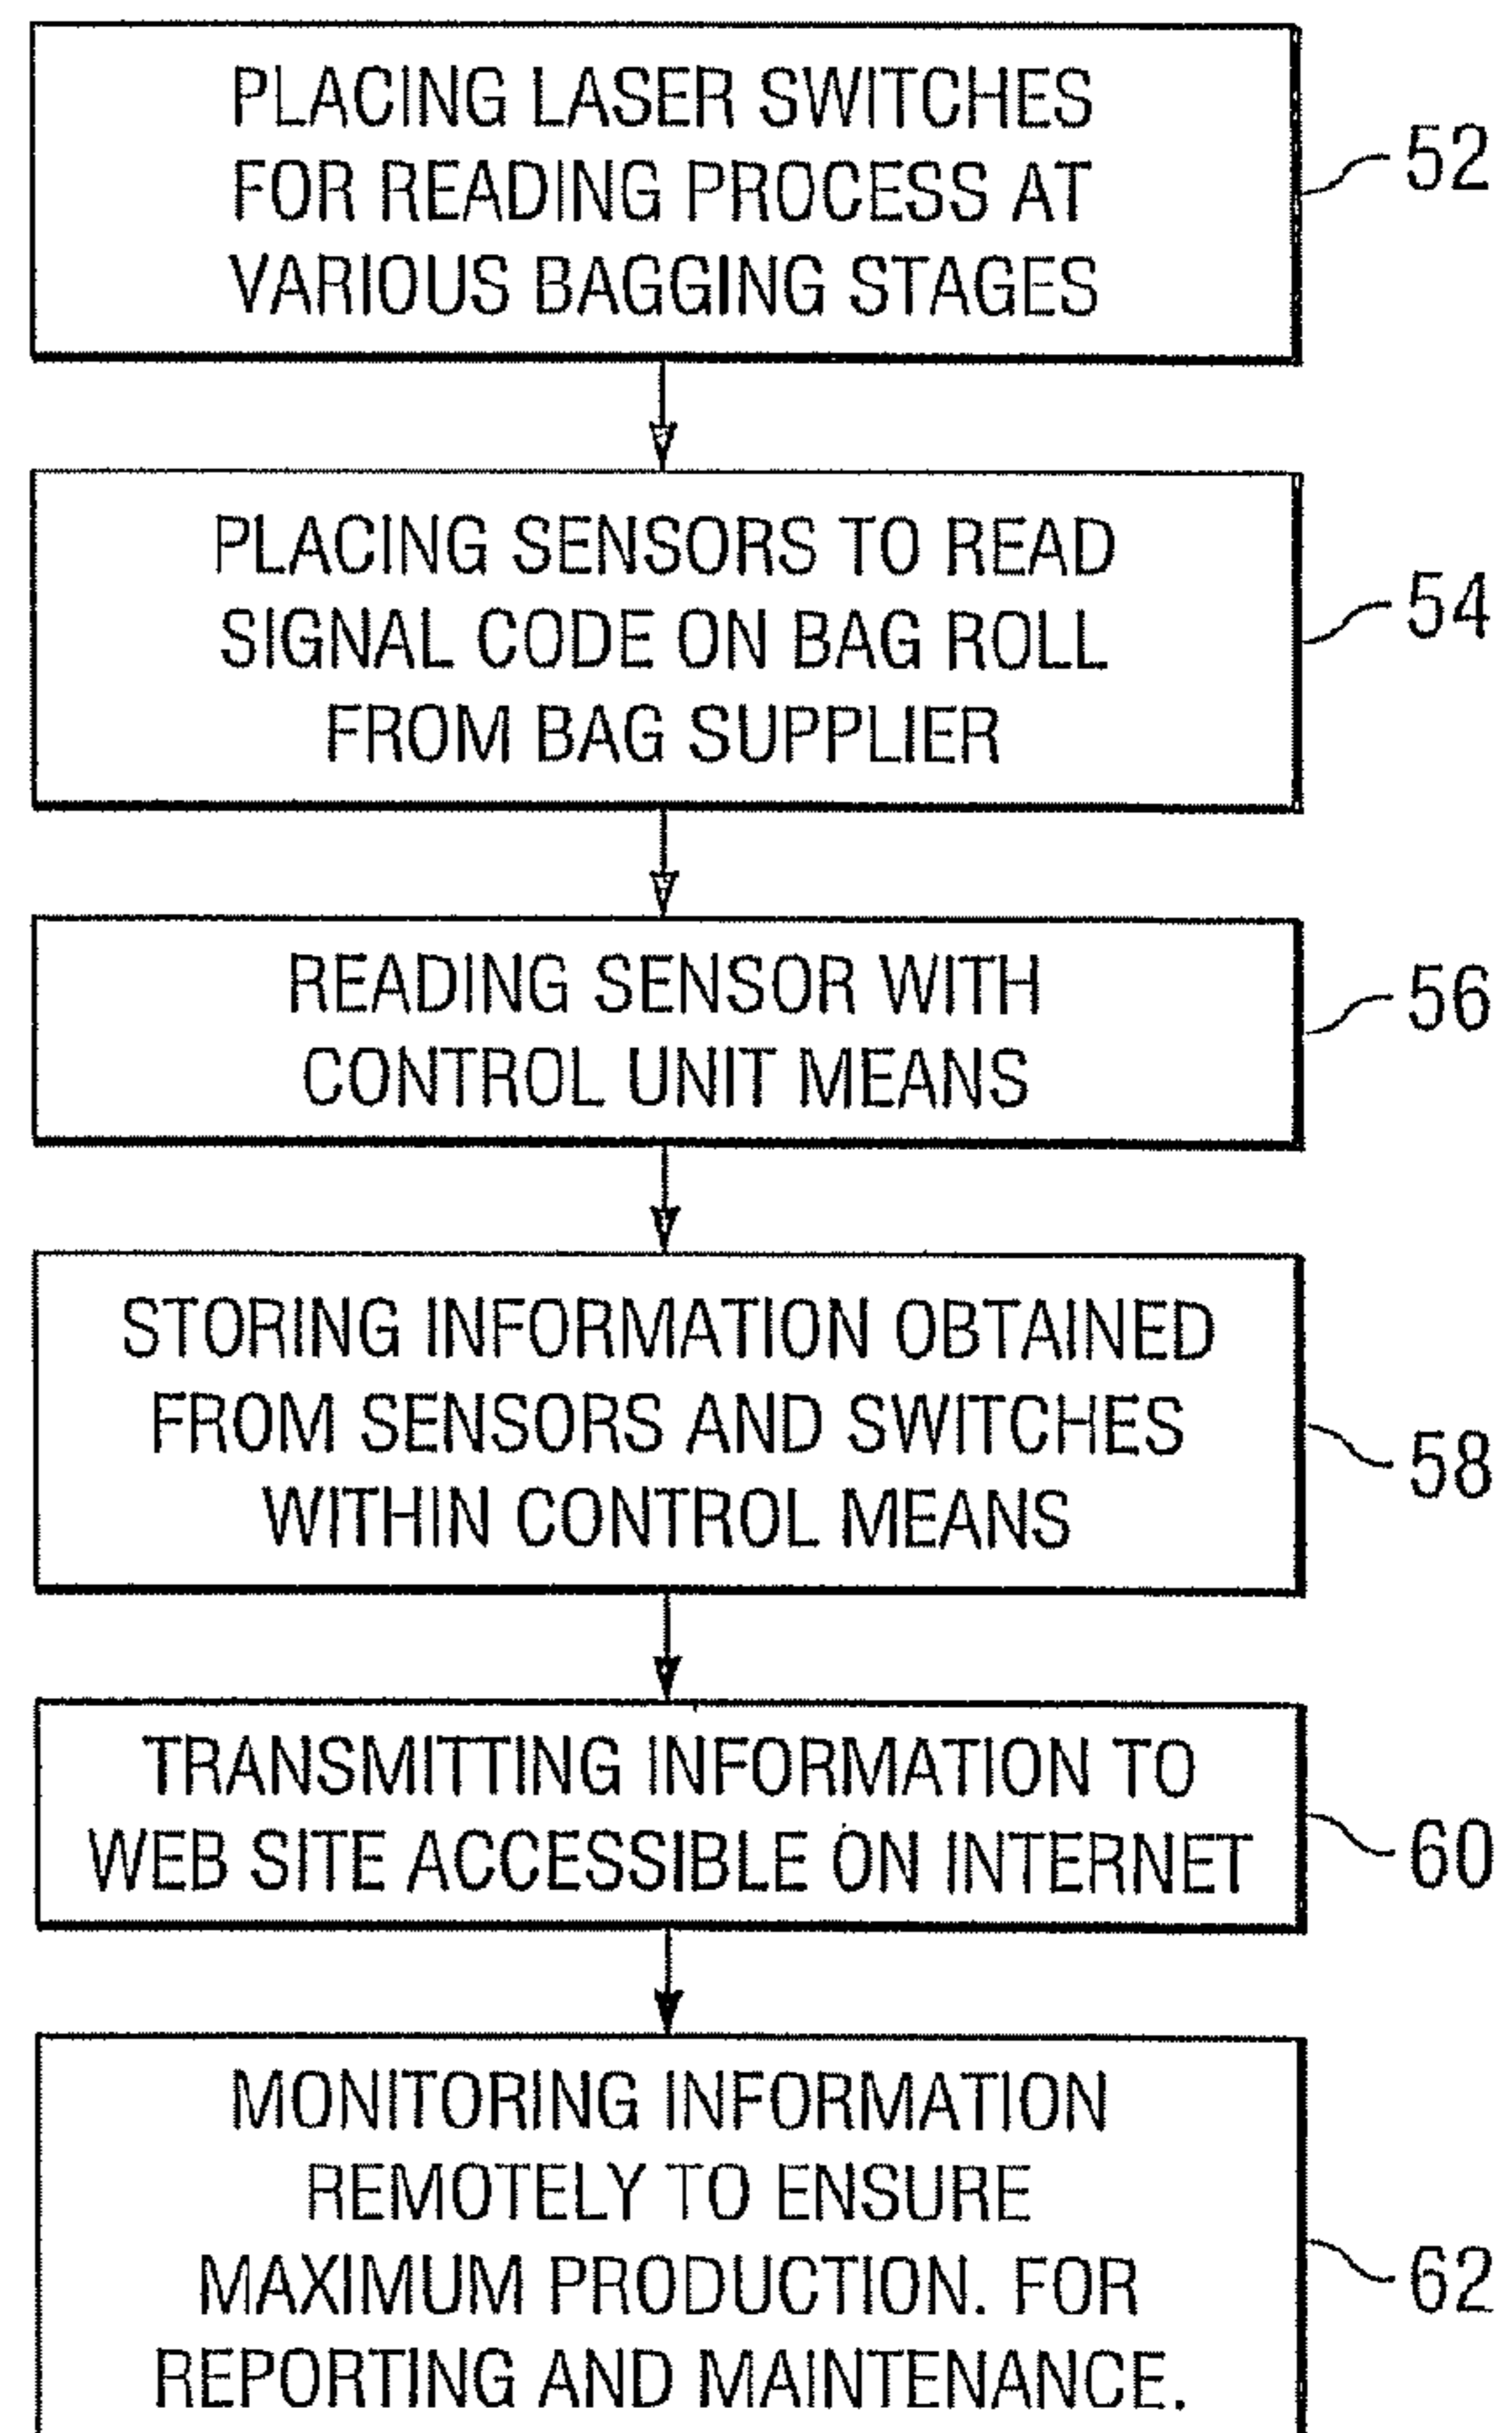 PLACING LASER SWITCHES
FOR READING PROCESS AT
VARIOUS BAGGING STAGES
52
PLACING SENSORS TO READ
SIGNAL CODE ON BAG ROLL
FROM BAG SUPPLIER
54
READING SENSOR WITH
CONTROL UNIT MEANS
56
STORING INFORMATION OBTAINED
FROM SENSORS AND SWITCHES
WITHIN CONTROL MEANS
58
TRANSMITTING INFORMATION TO
WEB SITE ACCESSIBLE ON INTERNET
60
MONITORING INFORMATION
REMOTELY TO ENSURE
MAXIMUM PRODUCTION. FOR
REPORTING AND MAINTENANCE.
62